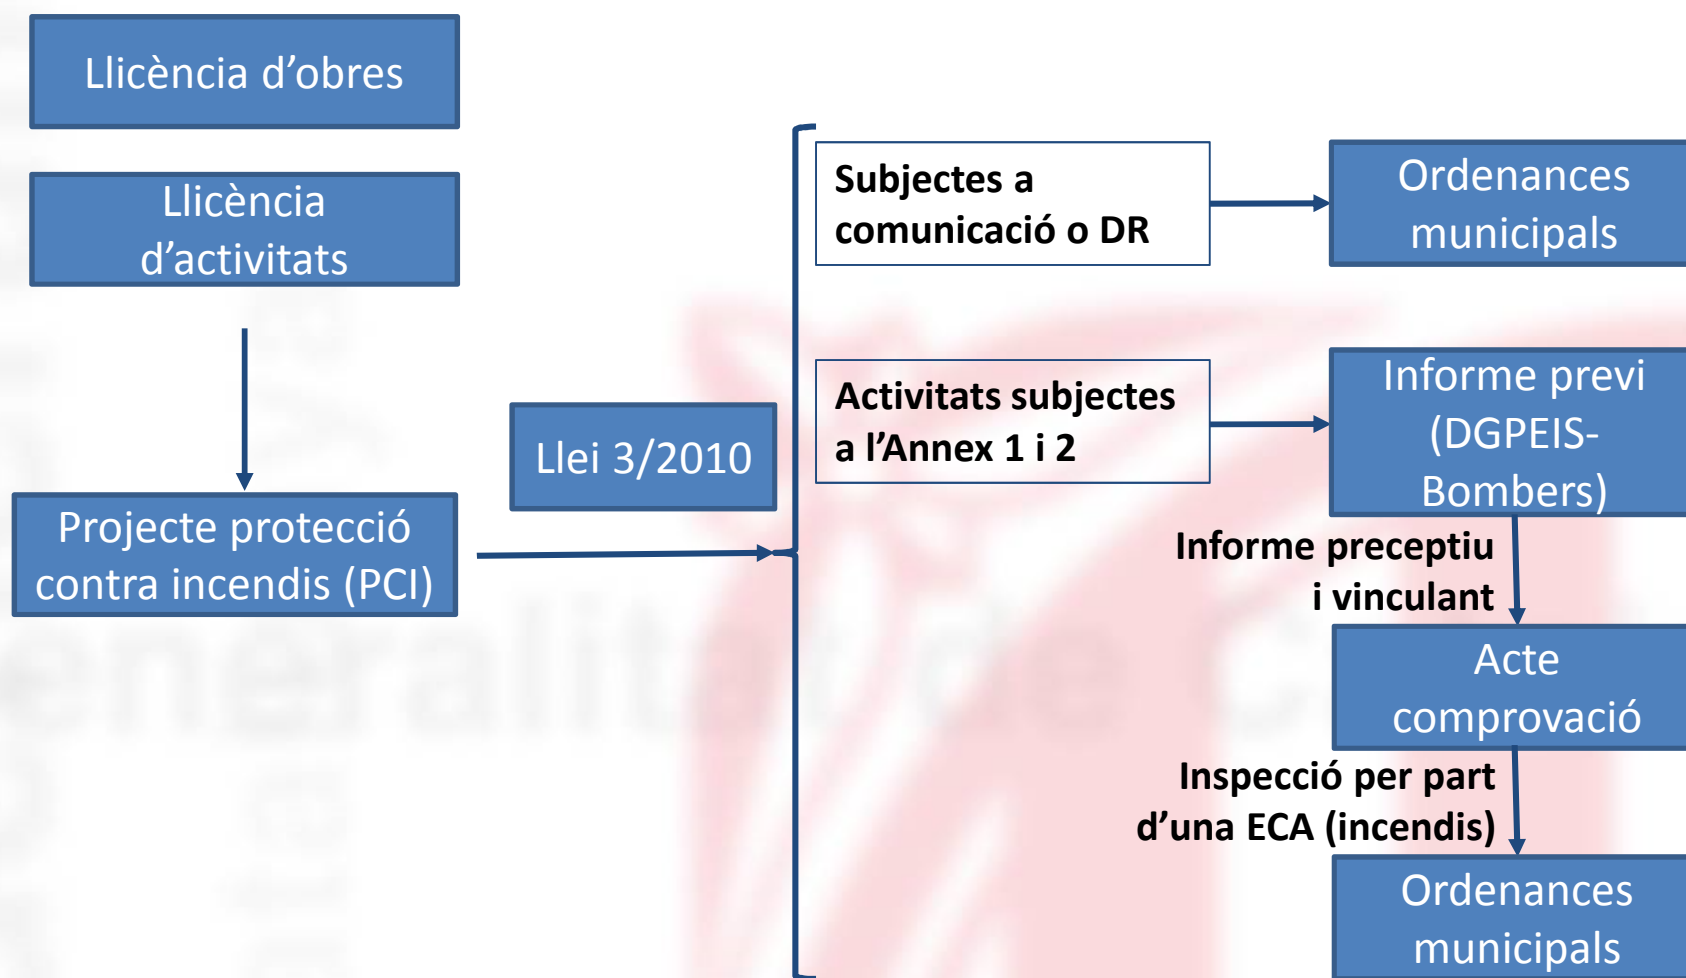 Llicència d’obres
Llicència
d’activitats
Projecte protecció
contra incendis (PCI)
Llei 3/2010
Subjectes a
comunicació o DR
Ordenances
municipals
Activitats subjectes
a l’Annex 1 i 2
Informe previ
(DGPEIS-
Bombers)
Informe preceptiu
i vinculant
Acte
comprovació
Inspecció per part
d’una ECA (incendis)
Ordenances
municipals